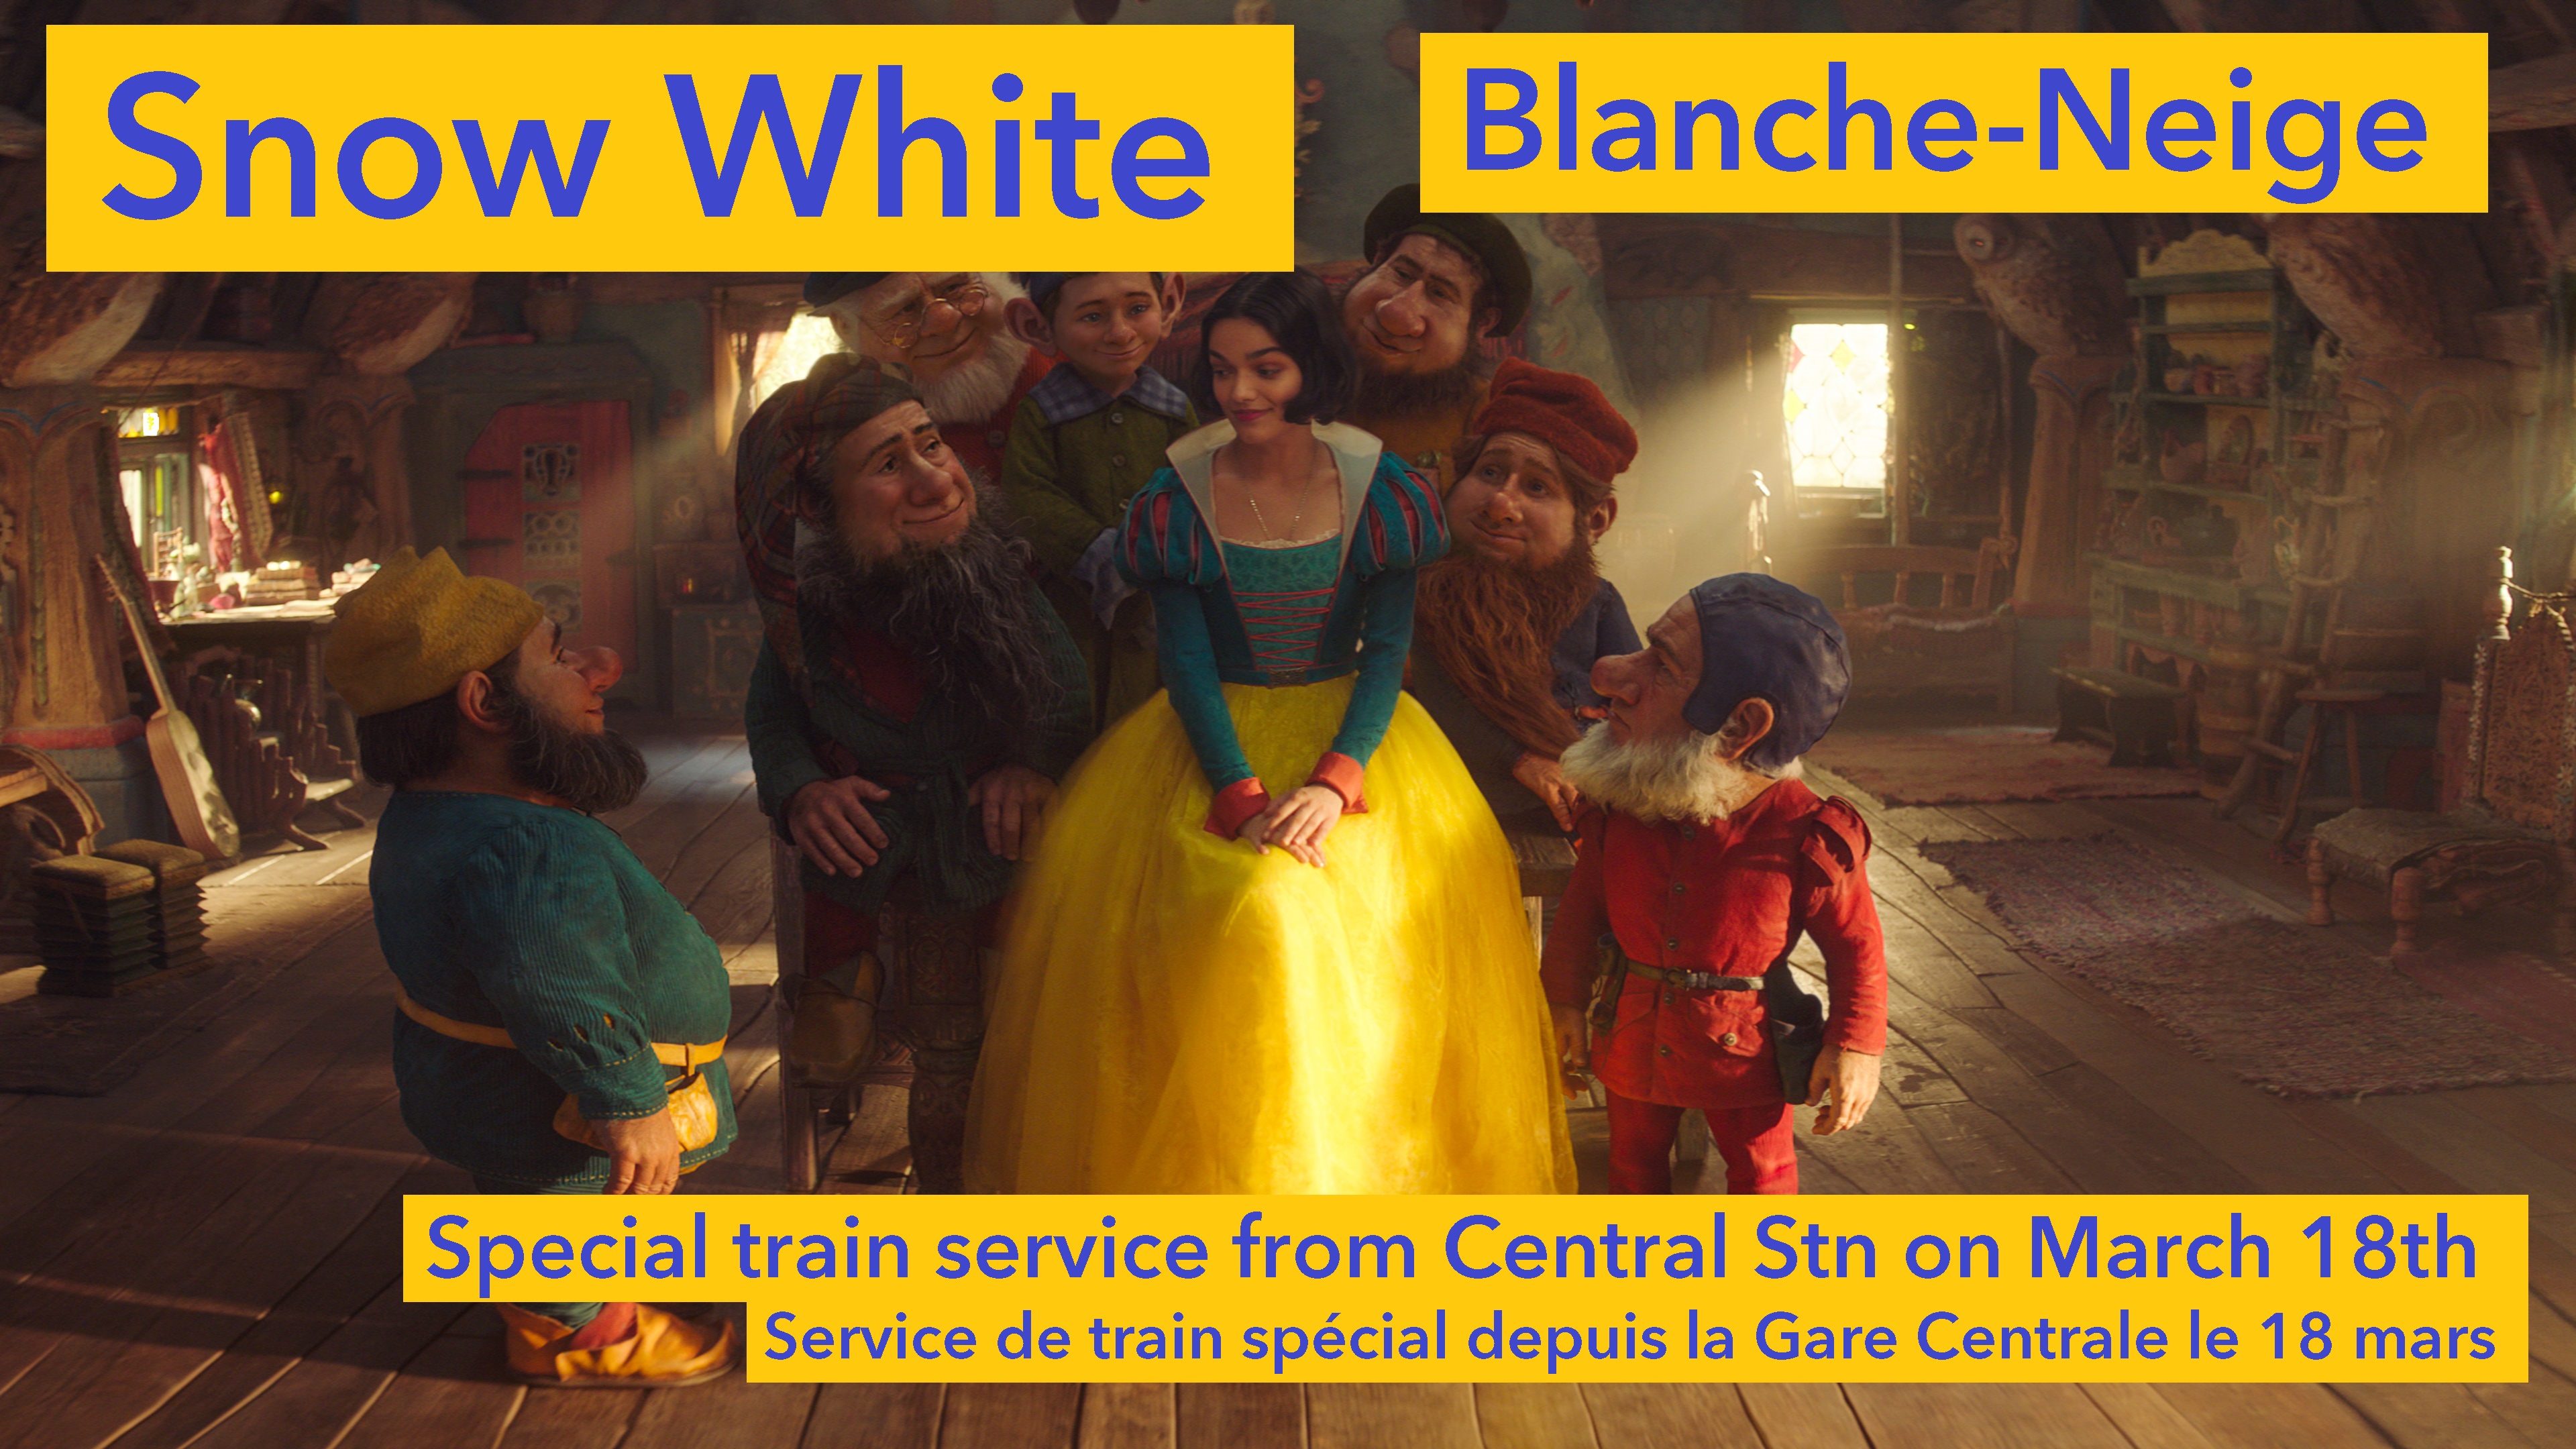 Snow White
Blanche-Neige
Special train service from Central Stn on March 18th
Service de train spécial depuis la Gare Centrale le 18 mars